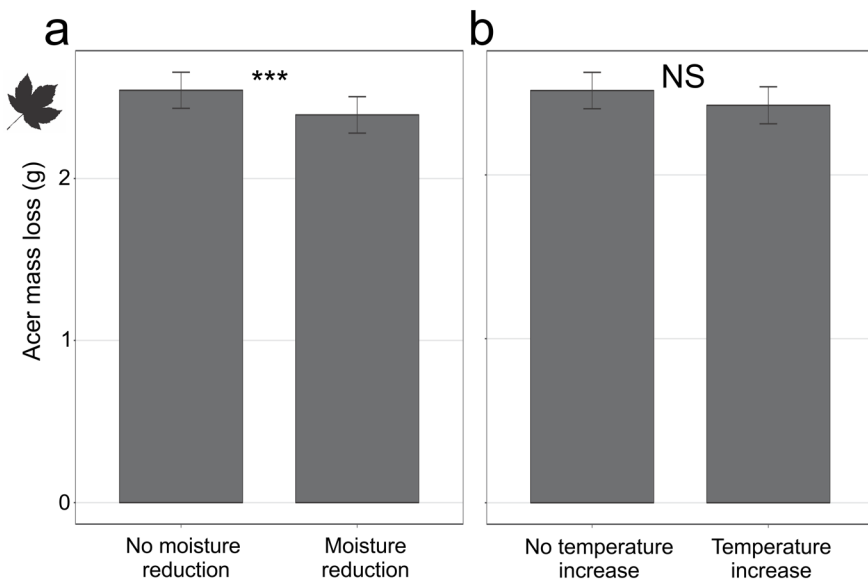 a
b
***
NS
Acer mass loss (g)
2
1
0
No moisture
reduction
Moisture
reduction
No temperature
increase
Temperature
increase